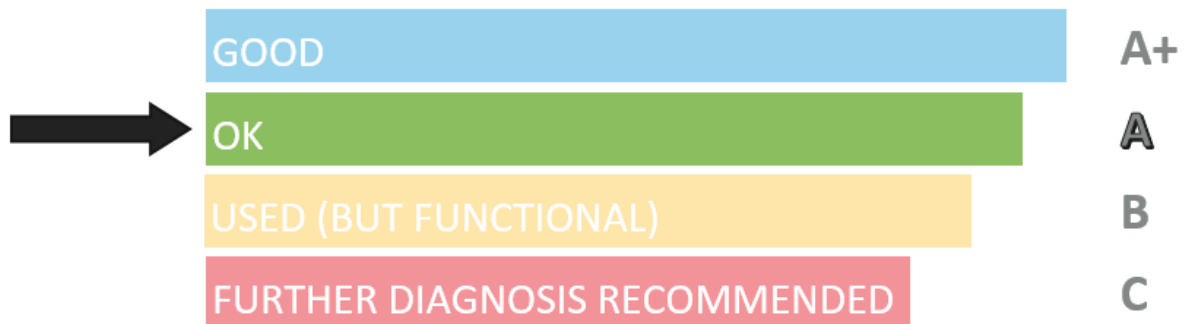 GOOD A+
OK A
USED (BUT FUNCTIONAL) B
FURTHER DIAGNOSIS RECOMMENDED C